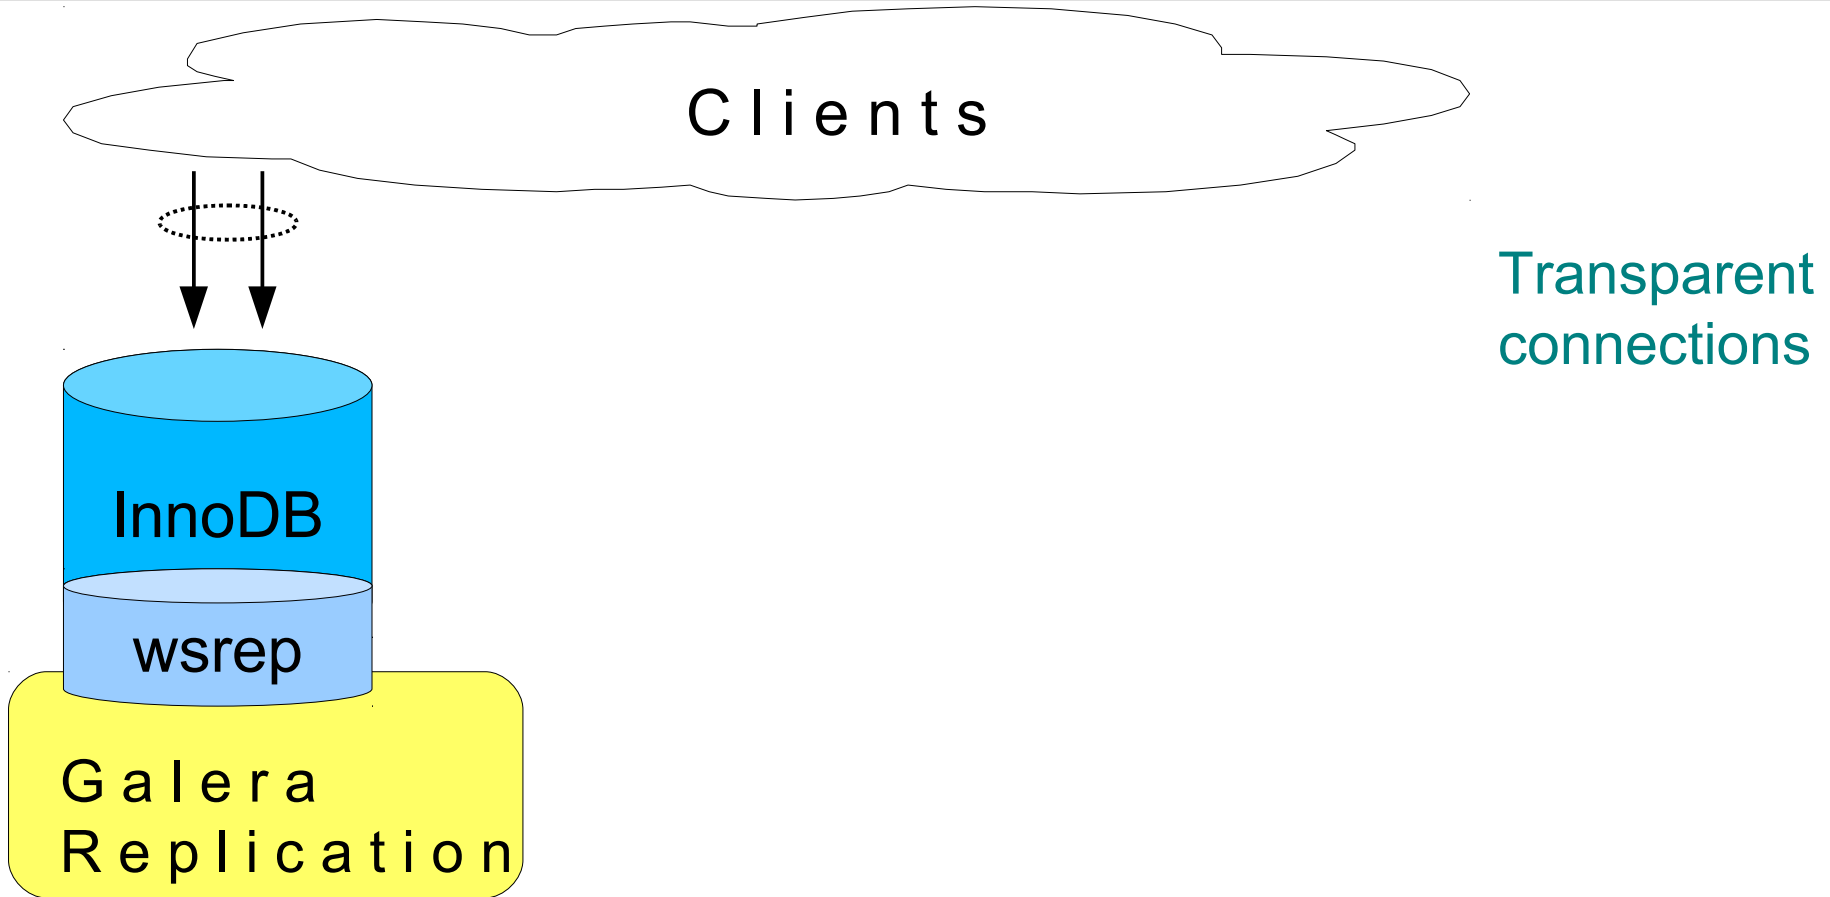 Clients
Transparent
connections
InnoDB
wsrep
Galera
Replication